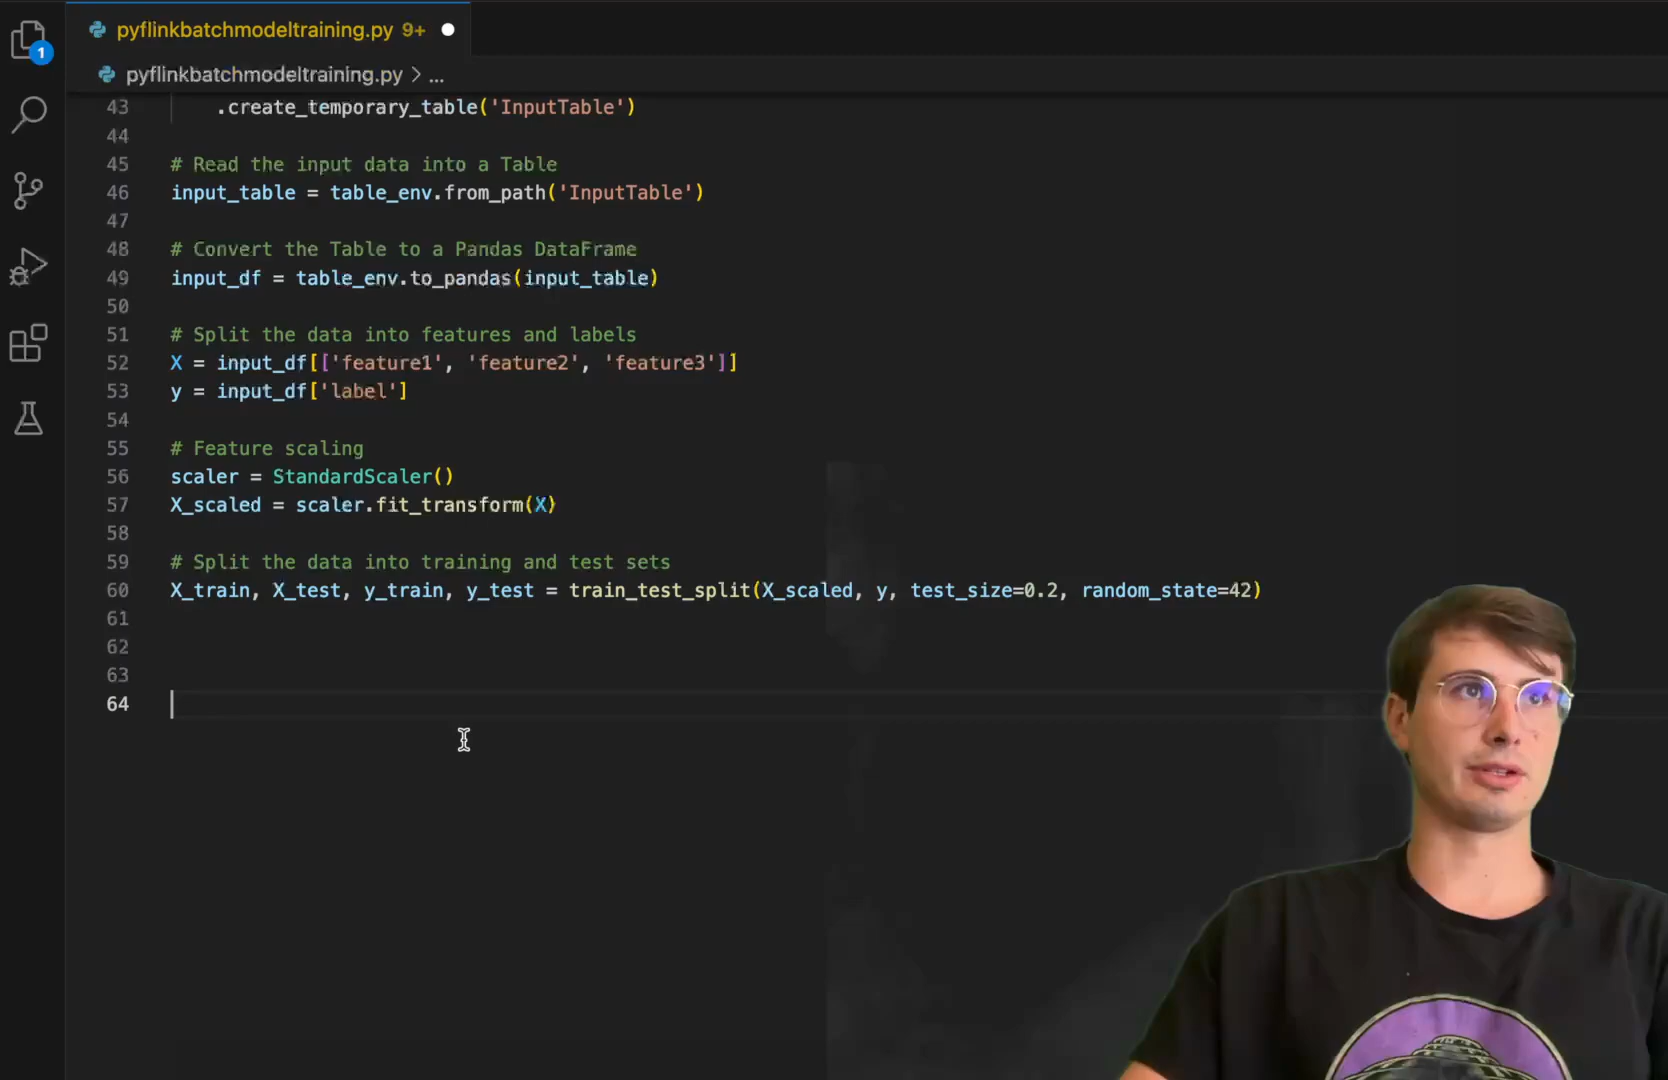 pyflinkbatchmodeltraining.py 9+
1
pyflinkbatchmodeltraining.py > ...
43 .create_temporary_table('InputTable')
44
45 # Read the input data into a Table
46 input_table = table_env.from_path('InputTable')
47
48 # Convert the Table to a Pandas DataFrame
49 input_df = table_env.to_pandas(input_table)
50
51 # Split the data into features and labels
52 X = input_df[['feature1', 'feature2', 'feature3']]
53 y = input_df['label']
54
55 # Feature scaling
56 scaler = StandardScaler()
57 X_scaled = scaler.fit_transform(X)
58
59 # Split the data into training and test sets
60 X_train, X_test, y_train, y_test = train_test_split(X_scaled, y, test_size=0.2, random_state=42)
61
62
63
64